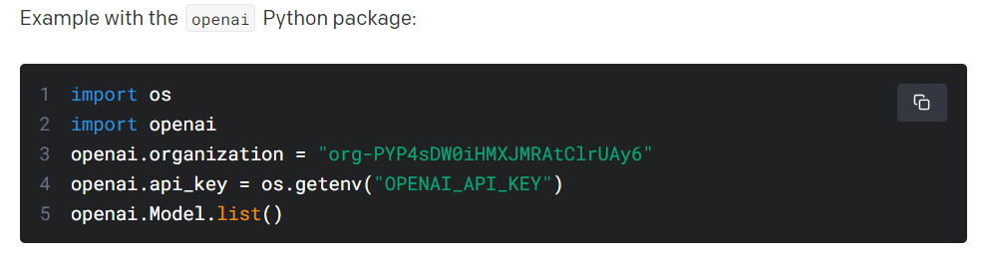 Example with the openai Python package:
1 import os
2 import openai
3 openai.organization = "org-PYP4sDW0iHMXJMRAtClrUAy6"
4 openai.api_key = os.getenv("OPENAI_API_KEY")
5 openai.Model.list()